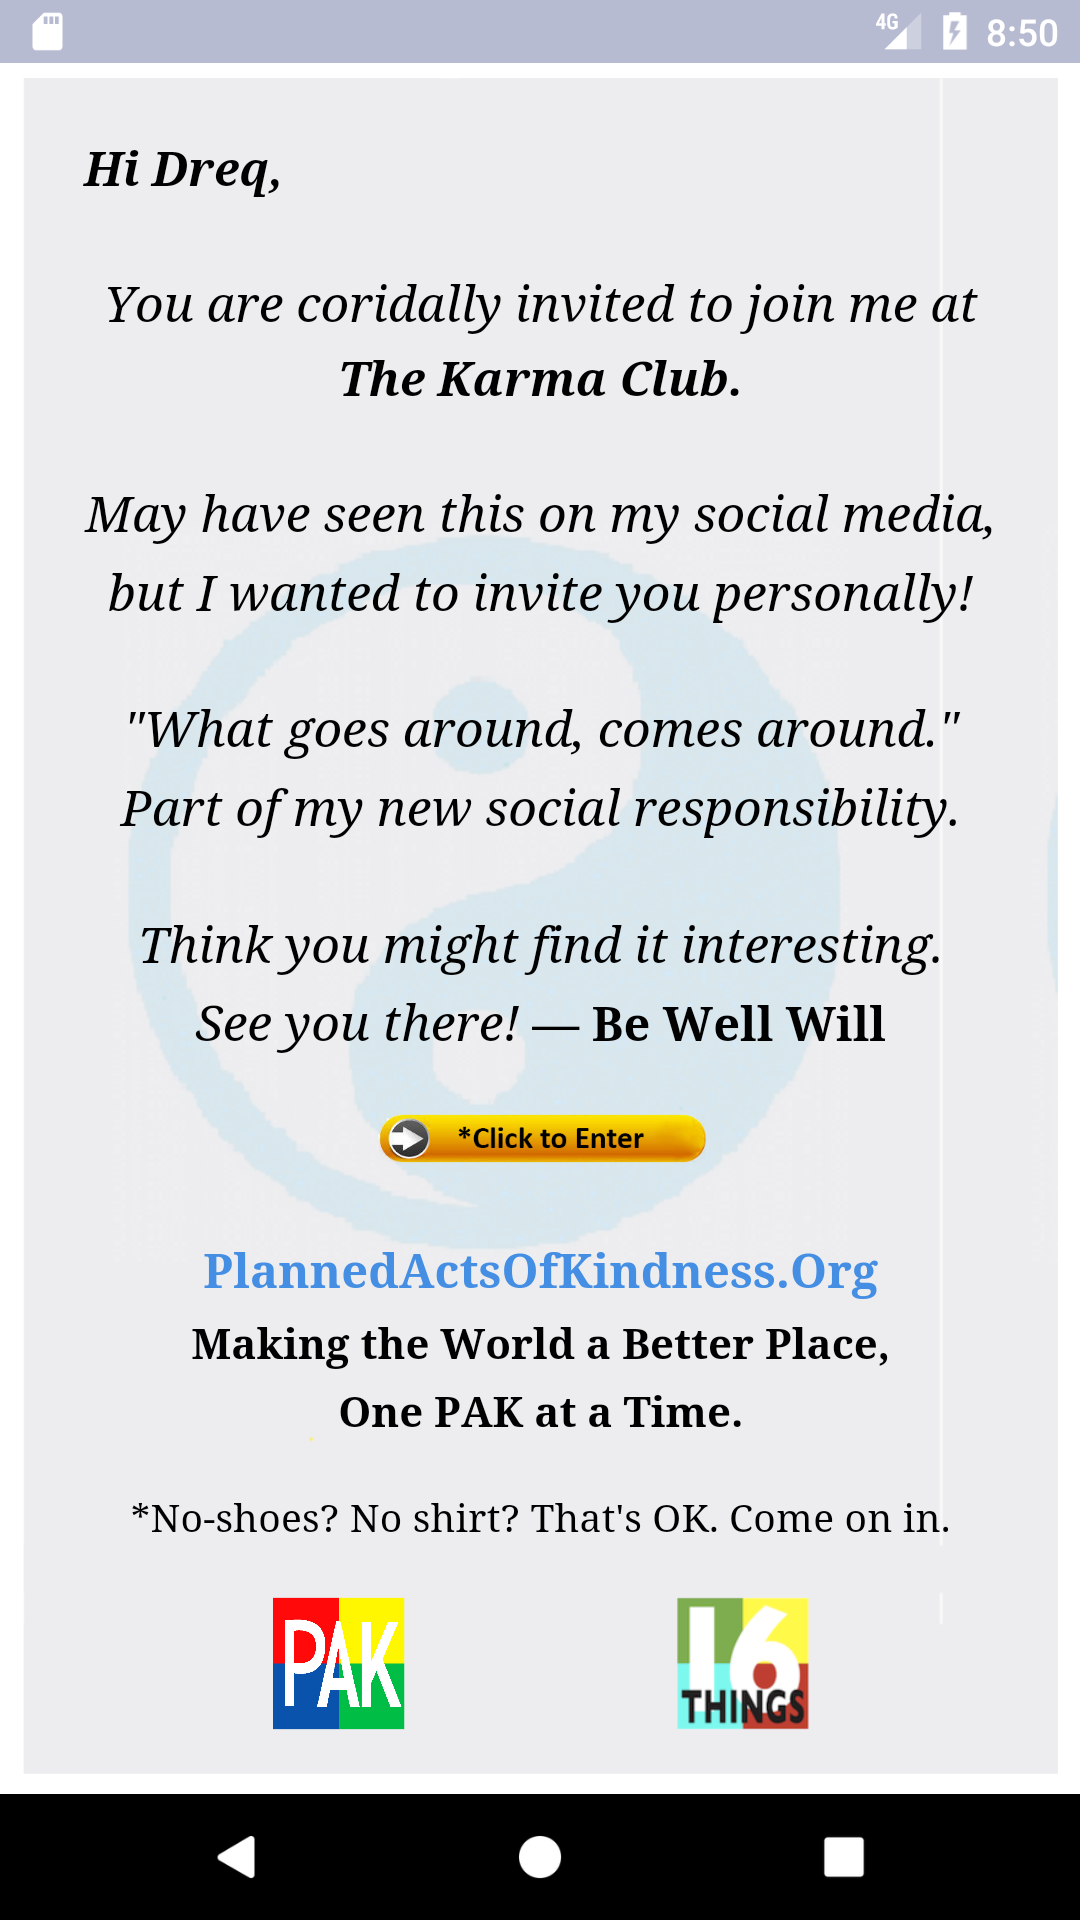 4G 8:50
Hi Dreq,
You are coridally invited to join me at
The Karma Club.
May have seen this on my social media,
but I wanted to invite you personally!
"What goes around, comes around."
Part of my new social responsibility.
Think you might find it interesting.
See you there! — Be Well Will
*Click to Enter
PlannedActsOfKindness.Org
Making the World a Better Place,
One PAK at a Time.
*No-shoes? No shirt? That's OK. Come on in.
PAK
16
THINGS